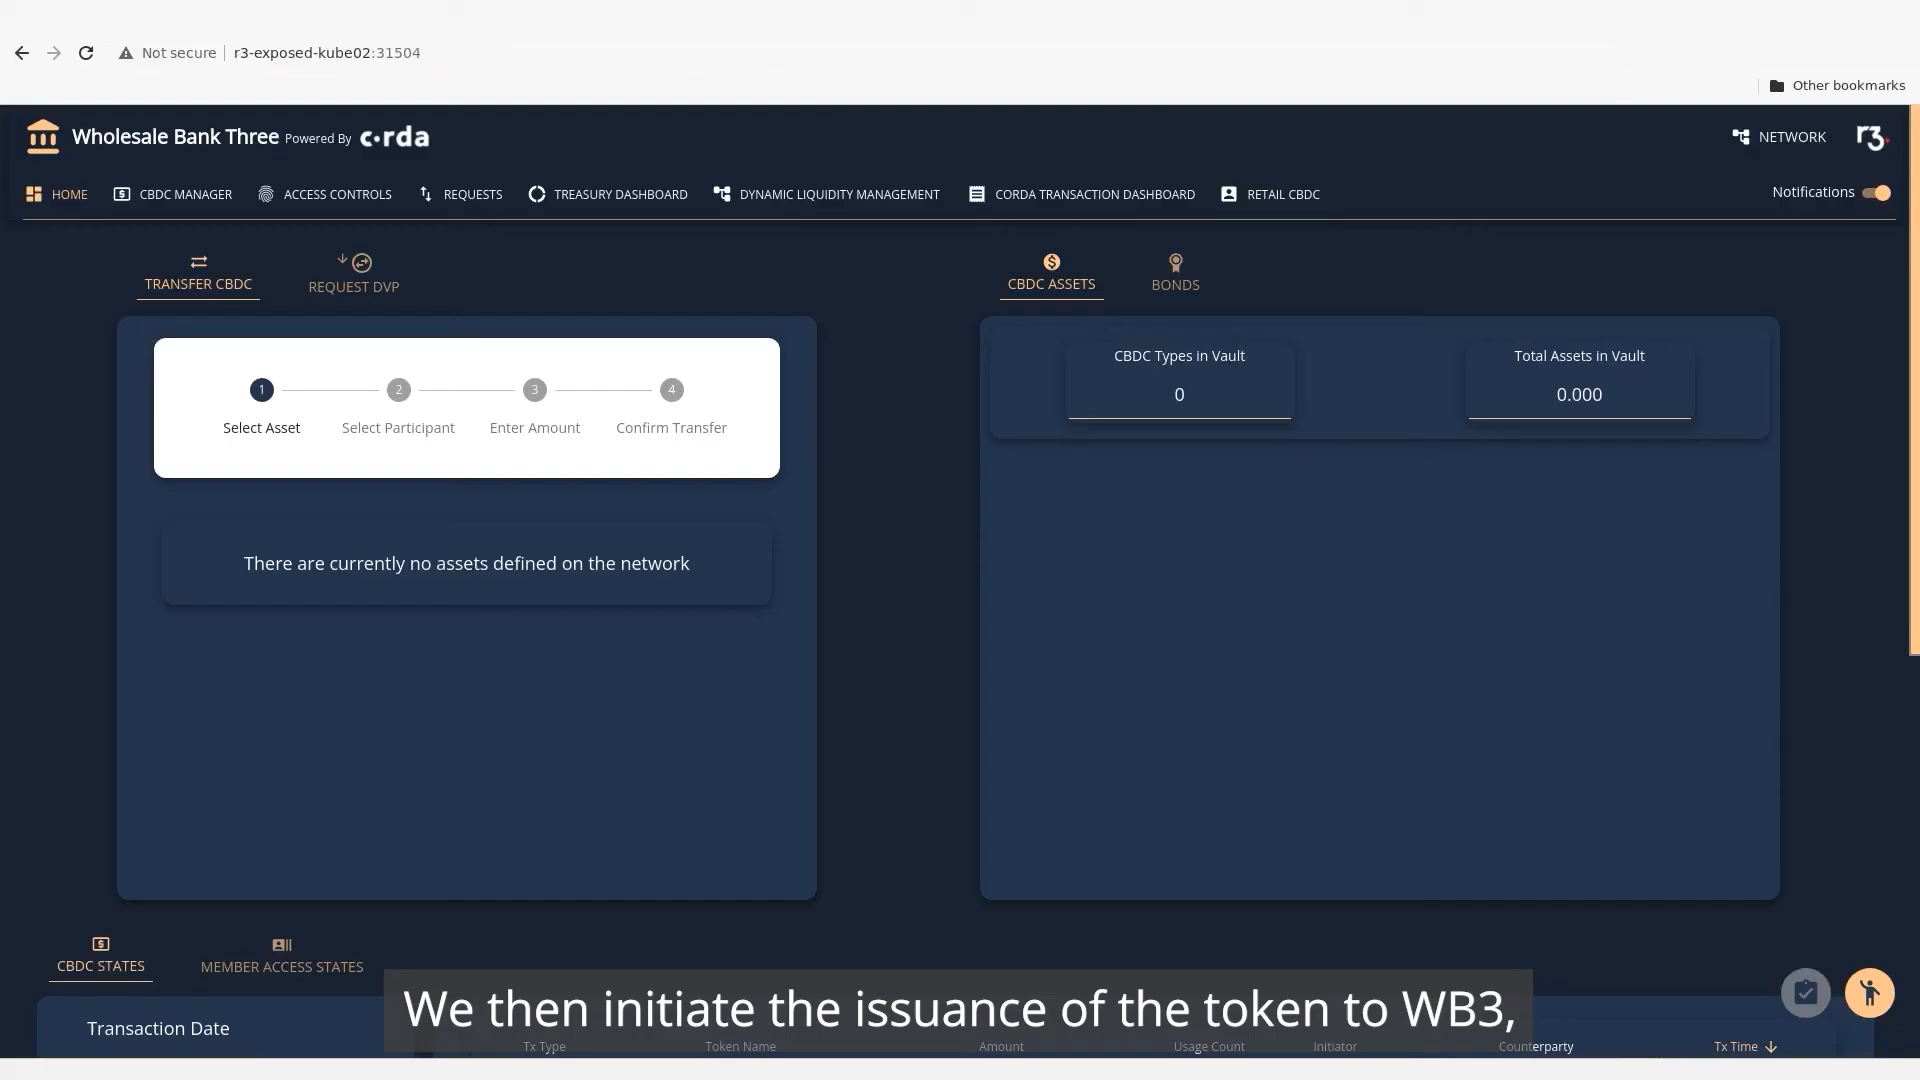 Not secure
r3-exposed-kube02:31504
Other bookmarks
Wholesale Bank Three Powered By c·rda
NETWORK
r3.
HOME
CBDC MANAGER
ACCESS CONTROLS
REQUESTS
TREASURY DASHBOARD
DYNAMIC LIQUIDITY MANAGEMENT
CORDA TRANSACTION DASHBOARD
RETAIL CBDC
Notifications
TRANSFER CBDC
REQUEST DVP
CBDC ASSETS
BONDS
1
2
3
4
Select Asset
Select Participant
Enter Amount
Confirm Transfer
There are currently no assets defined on the network
CBDC Types in Vault
0
Total Assets in Vault
0.000
CBDC STATES
MEMBER ACCESS STATES
We then initiate the issuance of the token to WB3,
Transaction Date
Tx Type
Token Name
Amount
Usage Count
Initiator
Counterparty
Tx Time